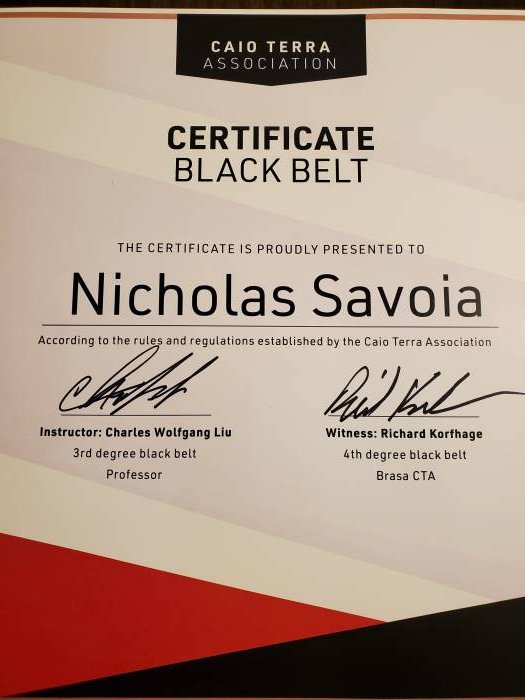 CAIO TERRA
ASSOCIATION
CERTIFICATE
BLACK BELT
THE CERTIFICATE IS PROUDLY PRESENTED TO
Nicholas Savoia
According to the rules and regulations established by the Caio Terra Association
Instructor: Charles Wolfgang Liu
3rd degree black belt
Professor
Witness: Richard Korfhage
4th degree black belt
Brasa CTA